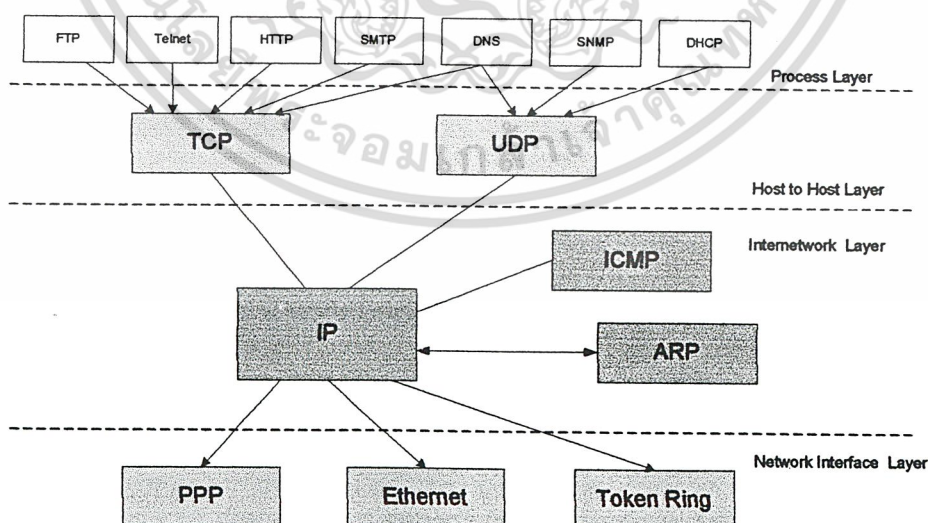 FTP
Telnet
HTTP
SMTP
DNS
SNMP
DHCP
Process Layer
TCP
UDP
Host to Host Layer
Internetwork Layer
ICMP
IP
ARP
Network Interface Layer
PPP
Ethernet
Token Ring